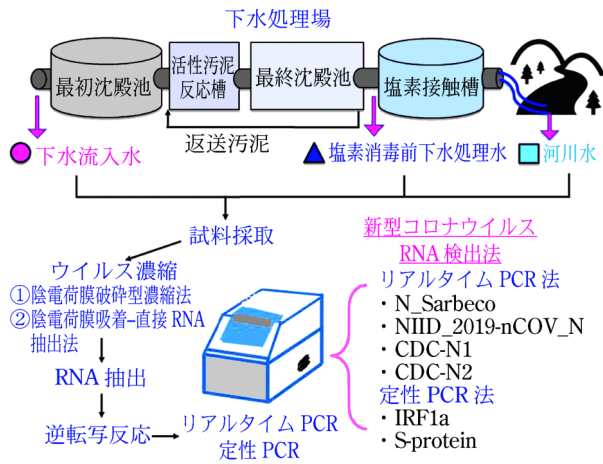 下水処理場
最初沈殿池
活性汚泥
反応槽
最終沈殿池
塩素接触槽
返送汚泥
下水流入水
塩素消毒前下水処理水
河川水
試料採取
ウイルス濃縮
①陰電荷膜破砕型濃縮法
②陰電荷膜吸着−直接 RNA
抽出法
RNA 抽出
逆転写反応
リアルタイム PCR
定性 PCR
新型コロナウイルス
RNA 検出法
リアルタイム PCR 法
・N_Sarbeco
・NIID_2019-nCOV_N
・CDC-N1
・CDC-N2
定性 PCR 法
・IRF1a
・S-protein